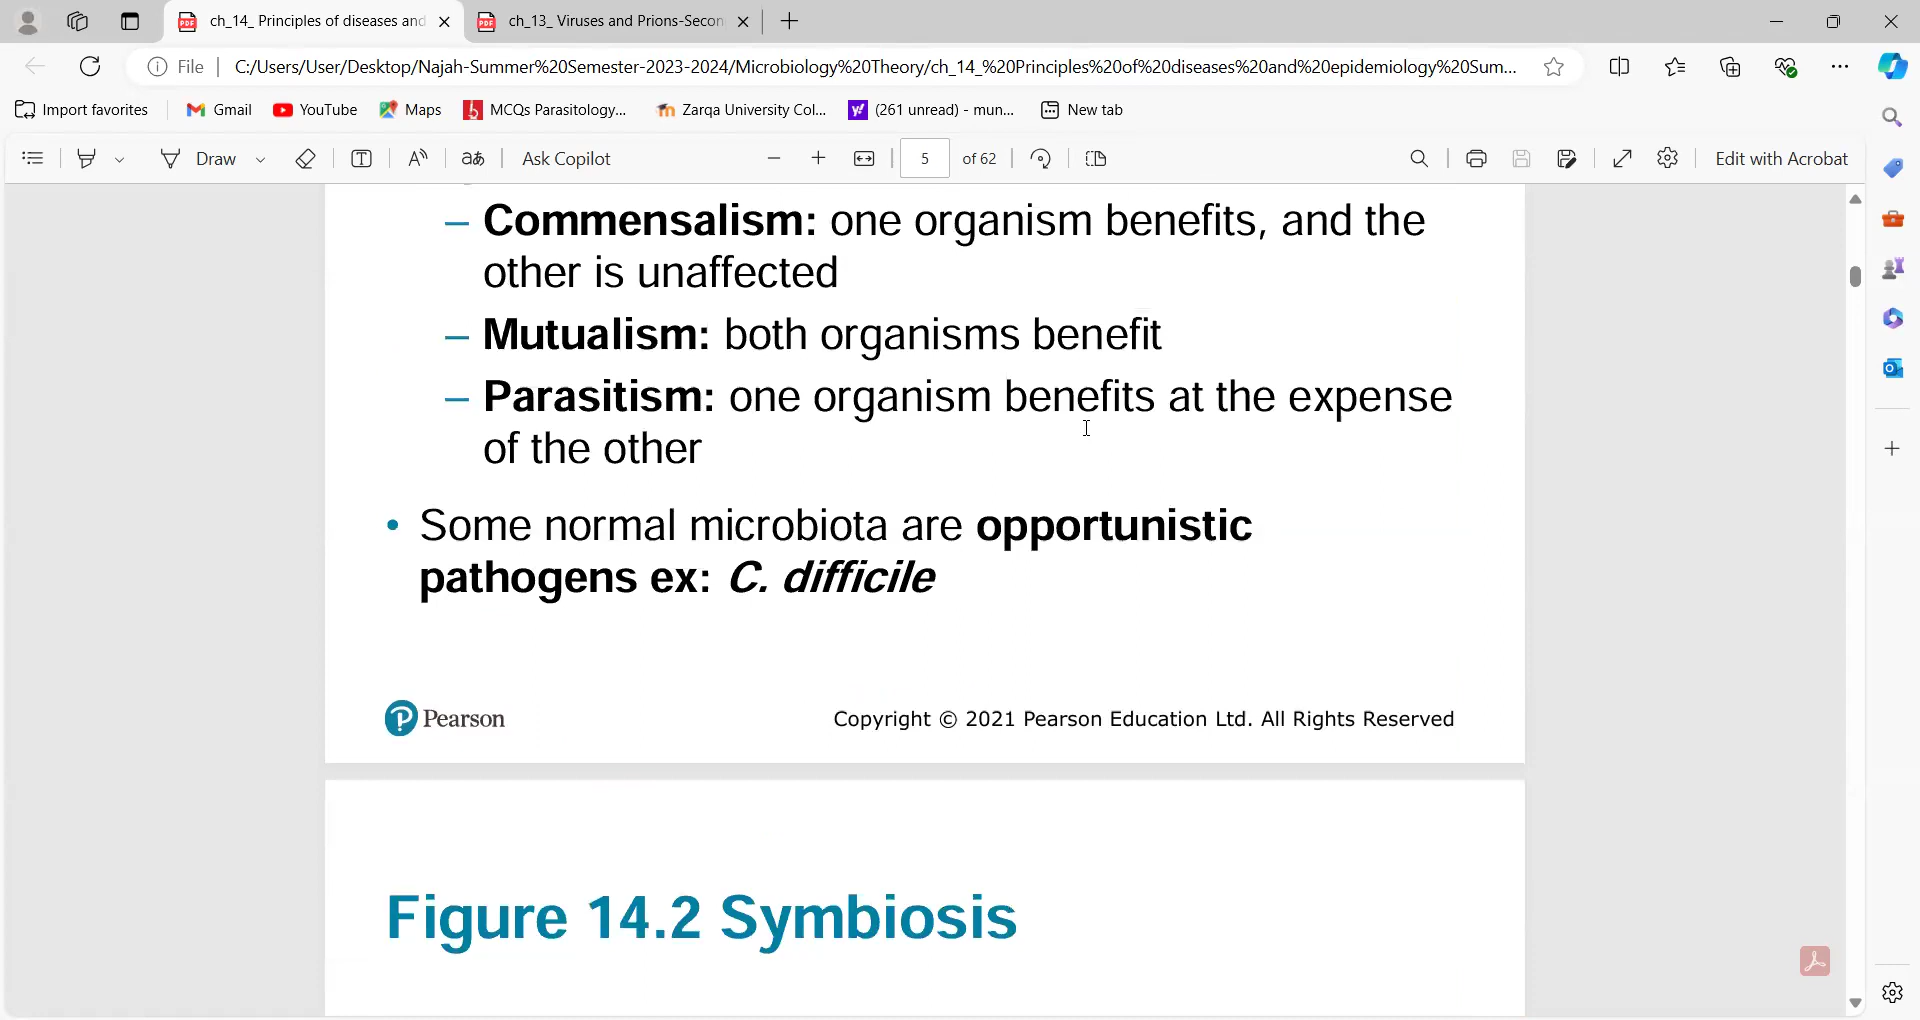 ch_14_ Principles of diseases and
ch_13_ Viruses and Prions-Secon
File
C:/Users/User/Desktop/Najah-Summer%20Semester-2023-2024/Microbiology%20Theory/ch_14_%20Principles%20of%20diseases%20and%20epidemiology%20Sum...
Import favorites
Gmail
YouTube
Maps
MCQs Parasitology...
Zarqa University Col...
(261 unread) - mun...
New tab
Draw
aあ
Ask Copilot
5 of 62
Edit with Acrobat
– Commensalism: one organism benefits, and the
other is unaffected
– Mutualism: both organisms benefit
– Parasitism: one organism benefits at the expense
of the other
• Some normal microbiota are opportunistic
pathogens ex: C. difficile
Pearson
Copyright © 2021 Pearson Education Ltd. All Rights Reserved
Figure 14.2 Symbiosis